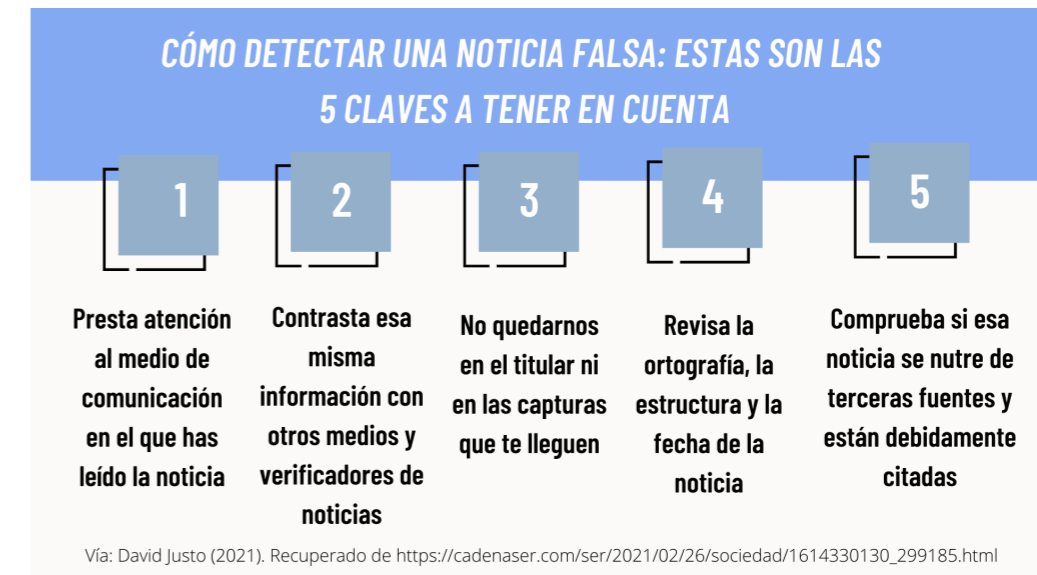 CÓMO DETECTAR UNA NOTICIA FALSA: ESTAS SON LAS
5 CLAVES A TENER EN CUENTA
1
Presta atención
al medio de
comunicación
en el que has
leído la noticia
2
Contrasta esa
misma
información con
otros medios y
verificadores de
noticias
3
No quedarnos
en el titular ni
en las capturas
que te lleguen
4
Revisa la
ortografía, la
estructura y la
fecha de la
noticia
5
Comprueba si esa
noticia se nutre de
terceras fuentes y
están debidamente
citadas
Vía: David Justo (2021). Recuperado de https://cadenaser.com/ser/2021/02/26/sociedad/1614330130_299185.html